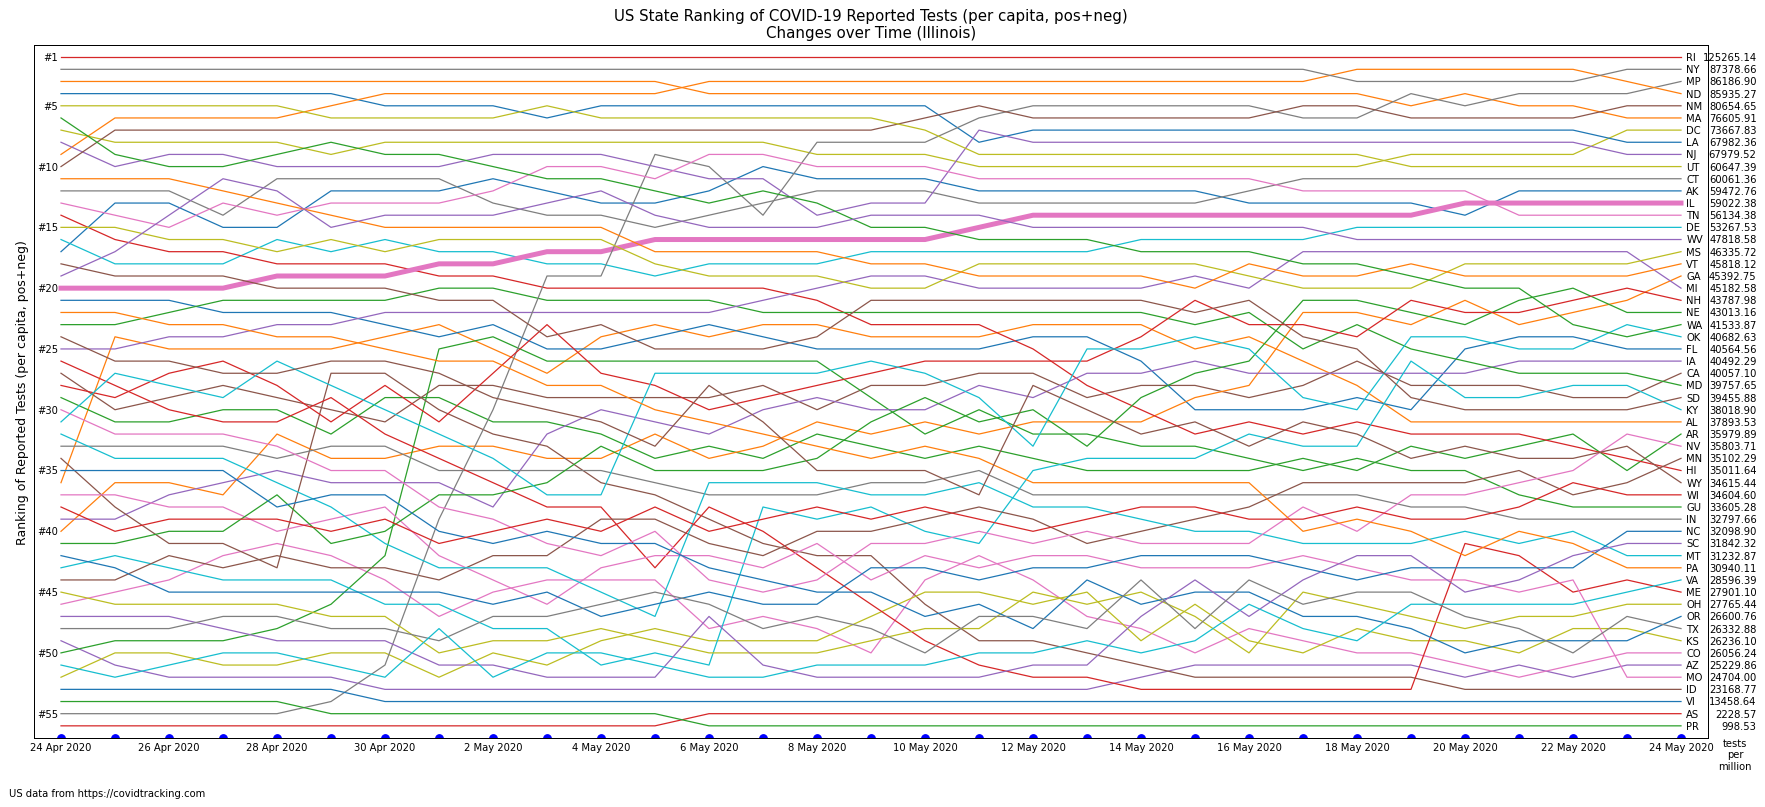 US State Ranking of COVID-19 Reported Tests (per capita, pos+neg)
Changes over Time (Illinois)
Ranking of Reported Tests (per capita, pos+neg)
#1
#5
#10
#15
#20
#25
#30
#35
#40
#45
#50
#55
RI 125265.14
NY 87378.66
MP 86186.90
ND 85935.27
NM 80654.65
MA 76605.91
DC 73667.83
LA 67982.36
NJ 67979.52
UT 60647.39
CT 60061.36
AK 59472.76
IL 59022.38
TN 56134.38
DE 53267.53
WV 47818.58
MS 46335.72
VT 45818.12
GA 45392.75
MI 45182.58
NH 43787.98
NE 43013.16
WA 41533.87
OK 40682.63
FL 40564.56
IA 40492.29
CA 40057.10
MD 39757.65
SD 39455.88
KY 38018.90
AL 37893.53
AR 35979.89
NV 35803.71
MN 35102.29
HI 35011.64
WY 34615.44
WI 34604.60
GU 33605.28
IN 32797.66
NC 32098.90
SC 31842.32
MT 31232.87
PA 30940.11
VA 28596.39
ME 27901.10
OH 27765.44
OR 26600.76
TX 26332.88
KS 26236.10
CO 26056.24
AZ 25229.86
MO 24704.00
ID 23168.77
VI 13458.64
AS 2228.57
PR 998.53
24 Apr 2020 26 Apr 2020 28 Apr 2020 30 Apr 2020 2 May 2020 4 May 2020 6 May 2020 8 May 2020 10 May 2020 12 May 2020 14 May 2020 16 May 2020 18 May 2020 20 May 2020 22 May 2020 24 May 2020
tests
per
million
US data from https://covidtracking.com